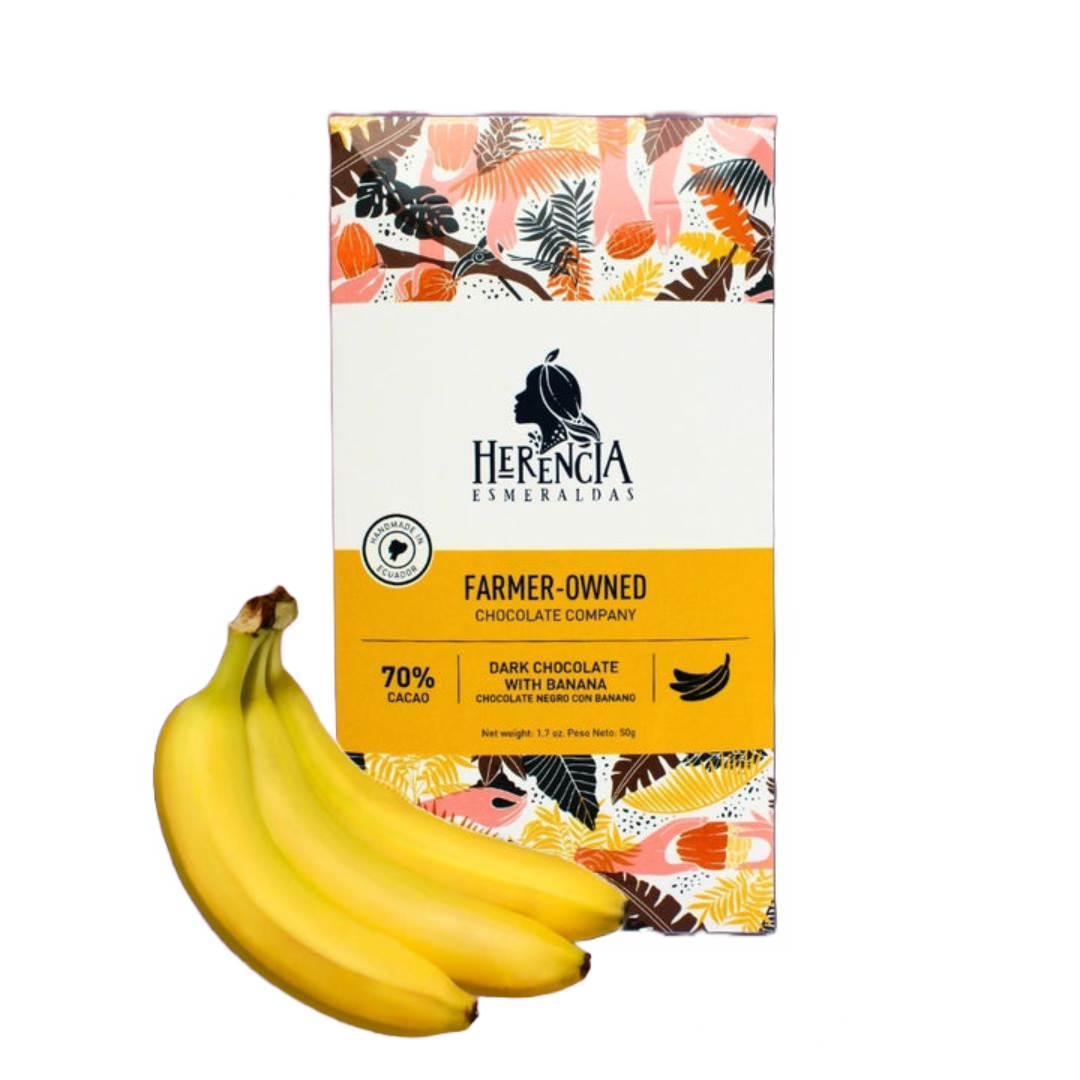 HERENCIA
ESMERALDAS
HANDMADE IN
ECUADOR
FARMER-OWNED
CHOCOLATE COMPANY
70%
CACAO
DARK CHOCOLATE
WITH BANANA
CHOCOLATE NEGRO CON BANANO
Net weight: 1.7 oz. Peso Neto: 50g